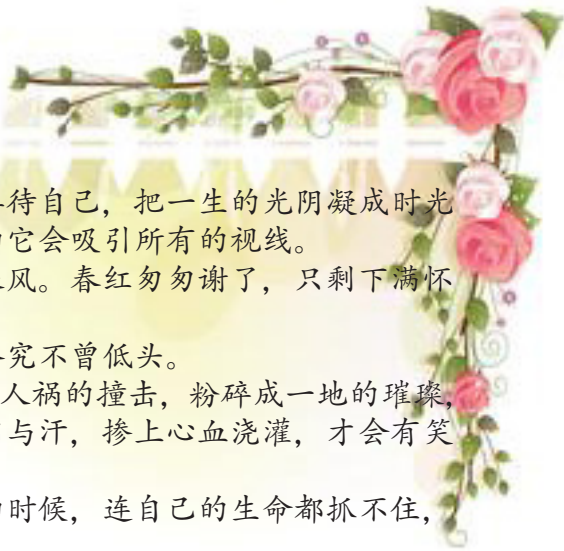 待自己，把一生的光阴凝成时光
它会吸引所有的视线。
风。春红匆匆谢了，只剩下满怀
究不曾低头。
人祸的撞击，粉碎成一地的璀璨，
与汗，掺上心血浇灌，才会有笑
时候，连自己的生命都抓不住，